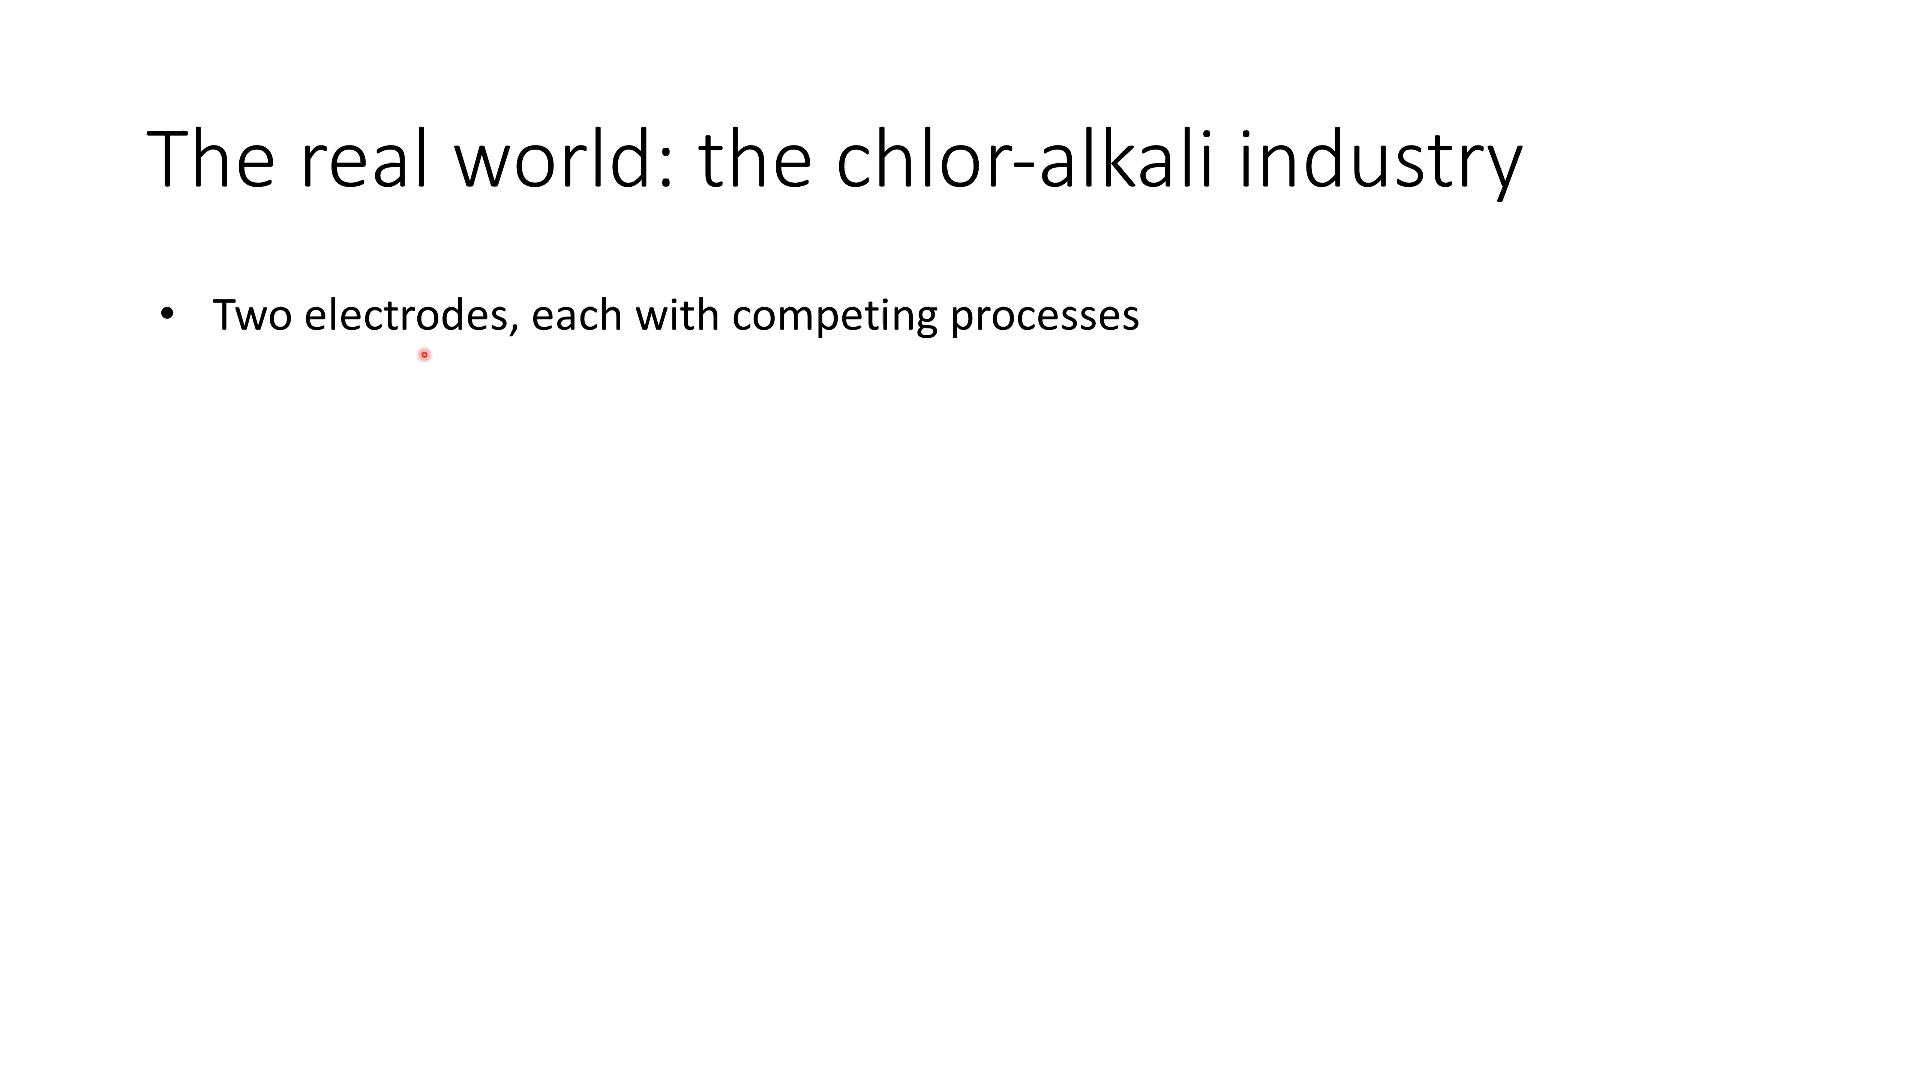 The real world: the chlor-alkali industry
• Two electrodes, each with competing processes